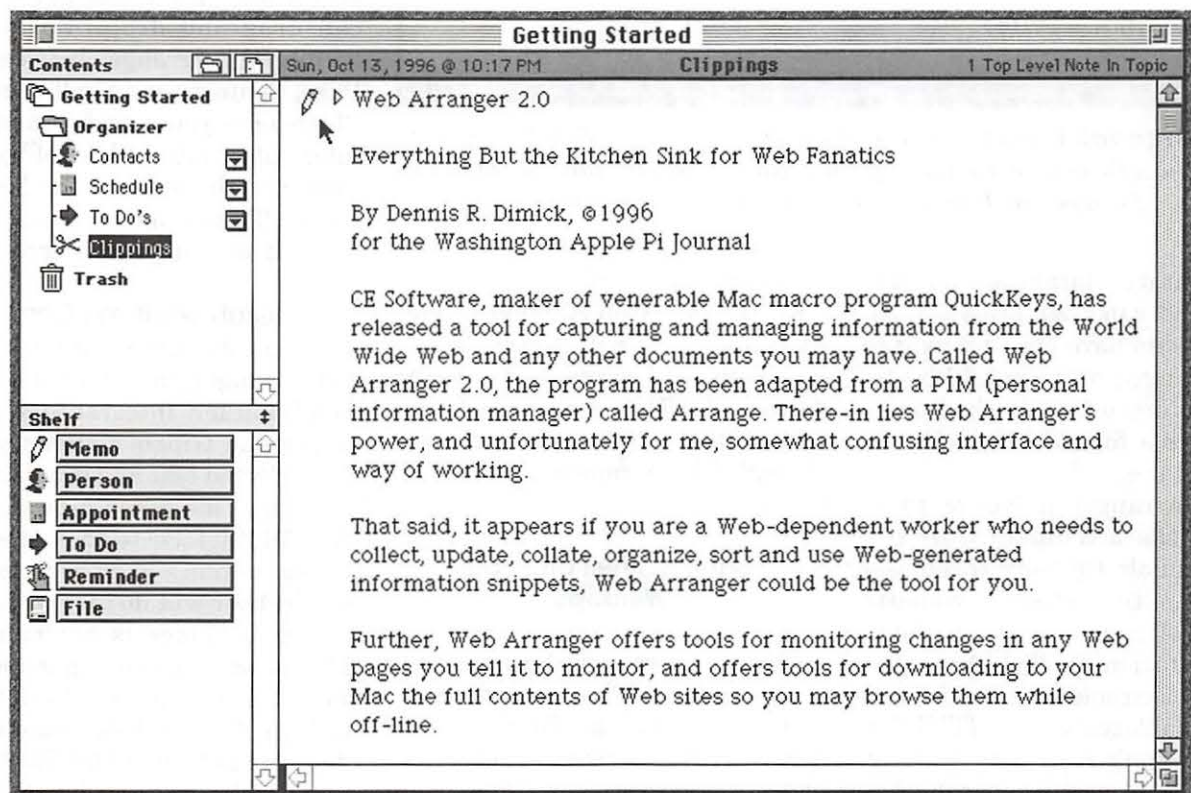 Getting Started
Contents
Sun, Oct 13, 1996 @ 10:17 PM
Clippings
1 Top Level Note In Topic
Getting Started
Organizer
Contacts
Schedule
To Do's
Clippings
Trash
Shelf
Memo
Person
Appointment
To Do
Reminder
File
Web Arranger 2.0
Everything But the Kitchen Sink for Web Fanatics
By Dennis R. Dimick, ©1996
for the Washington Apple Pi Journal
CE Software, maker of venerable Mac macro program QuicKeys, has
released a tool for capturing and managing information from the World
Wide Web and any other documents you may have. Called Web
Arranger 2.0, the program has been adapted from a PIM (personal
information manager) called Arrange. There-in lies Web Arranger's
power, and unfortunately for me, somewhat confusing interface and
way of working.
That said, it appears if you are a Web-dependent worker who needs to
collect, update, collate, organize, sort and use Web-generated
information snippets, Web Arranger could be the tool for you.
Further, Web Arranger offers tools for monitoring changes in any Web
pages you tell it to monitor, and offers tools for downloading to your
Mac the full contents of Web sites so you may browse them while
off-line.